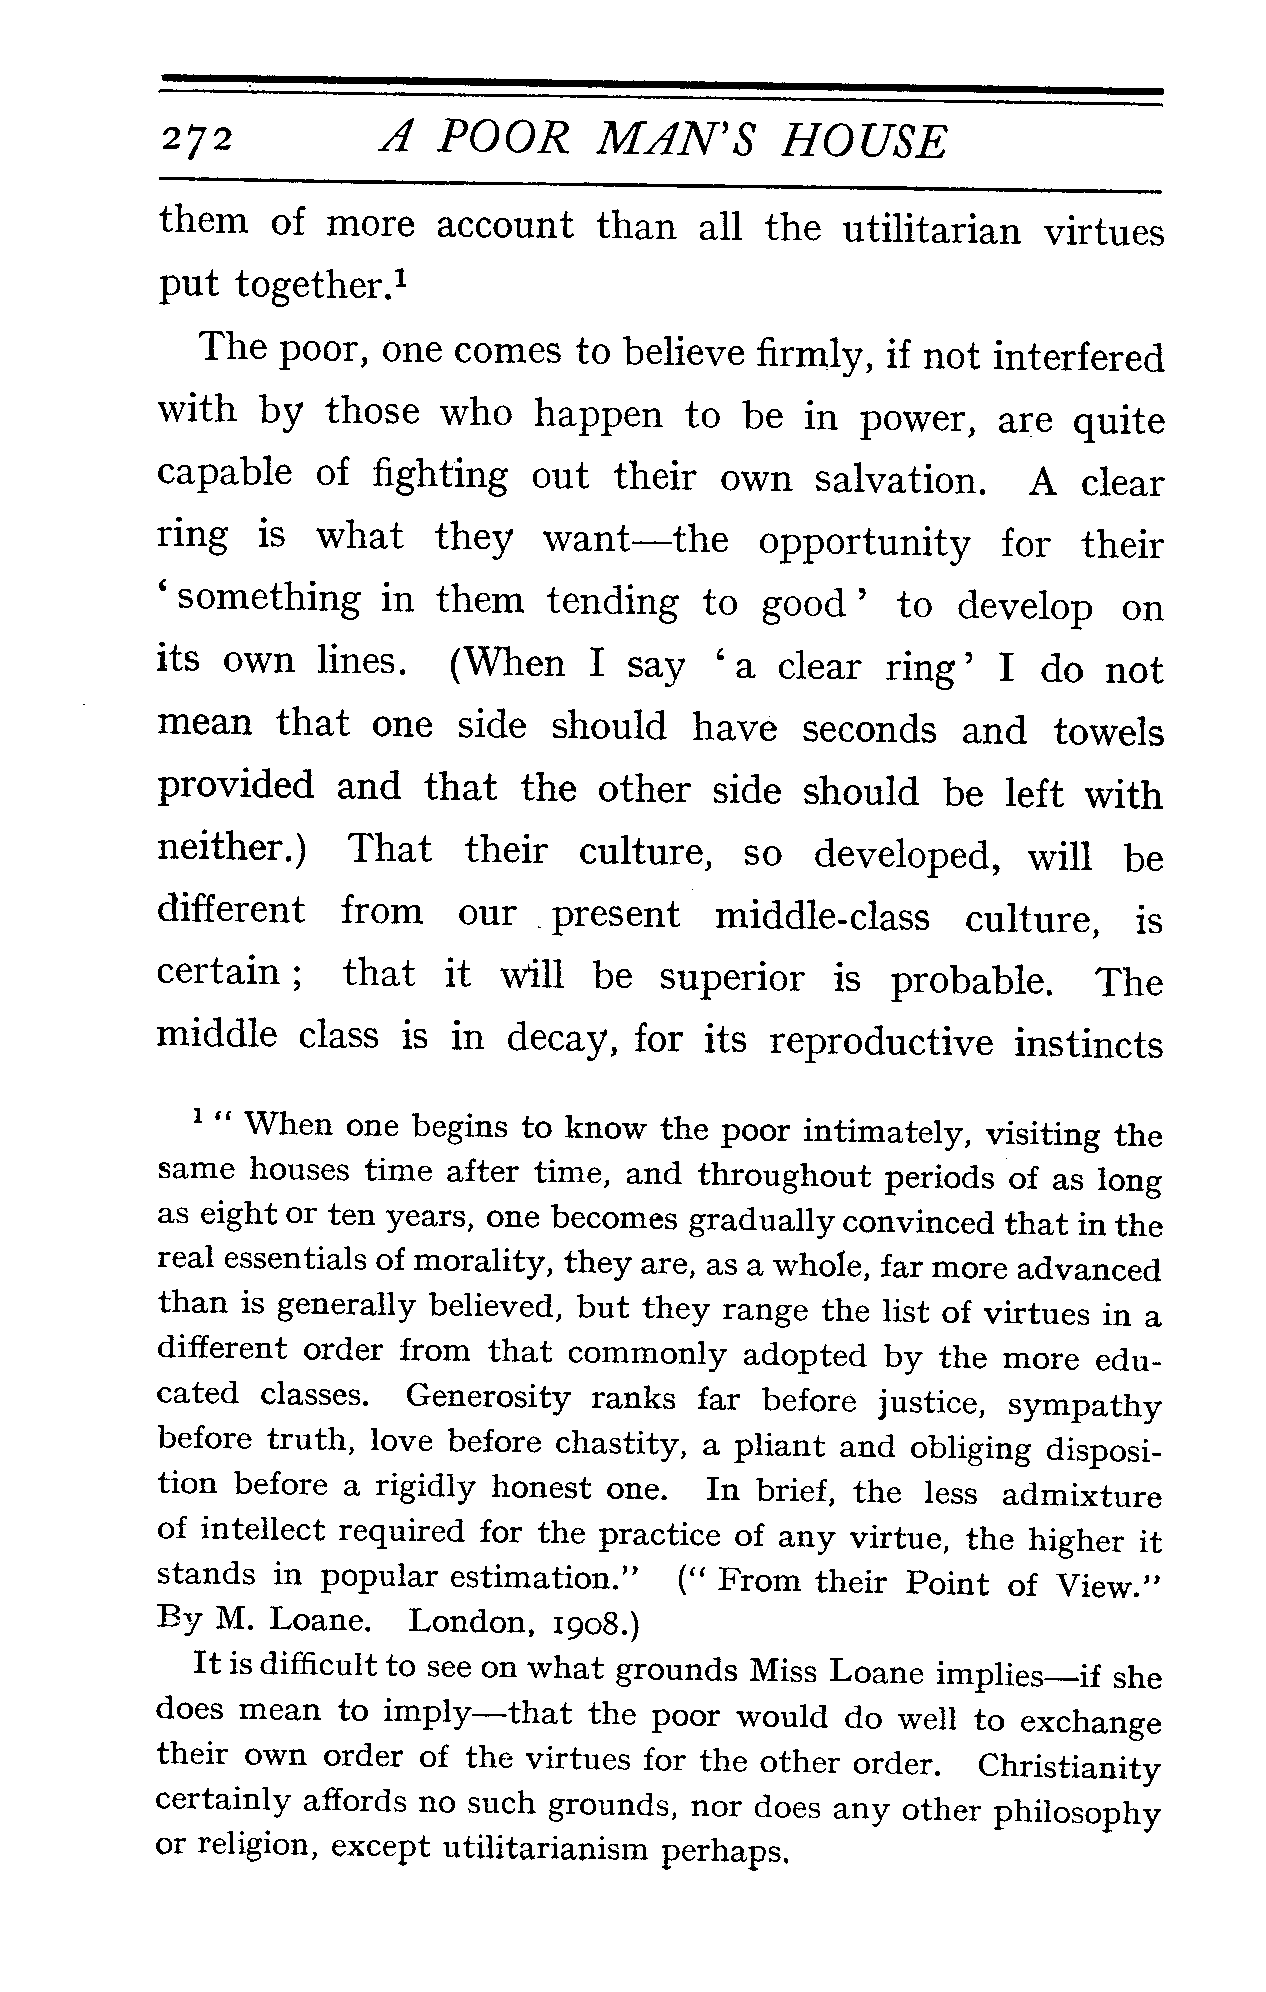 272 A POOR MAN'S HOUSE
them of more account than all the utilitarian virtues
put together.¹
The poor, one comes to believe firmly, if not interfered
with by those who happen to be in power, are quite
capable of fighting out their own salvation. A clear
ring is what they want—the opportunity for their
‘ something in them tending to good ’ to develop on
its own lines. (When I say ‘ a clear ring ’ I do not
mean that one side should have seconds and towels
provided and that the other side should be left with
neither.) That their culture, so developed, will be
different from our present middle-class culture, is
certain ; that it will be superior is probable. The
middle class is in decay, for its reproductive instincts
¹ “ When one begins to know the poor intimately, visiting the
same houses time after time, and throughout periods of as long
as eight or ten years, one becomes gradually convinced that in the
real essentials of morality, they are, as a whole, far more advanced
than is generally believed, but they range the list of virtues in a
different order from that commonly adopted by the more edu-
cated classes. Generosity ranks far before justice, sympathy
before truth, love before chastity, a pliant and obliging disposi-
tion before a rigidly honest one. In brief, the less admixture
of intellect required for the practice of any virtue, the higher it
stands in popular estimation.” (“ From their Point of View.”
By M. Loane. London, 1908.)
It is difficult to see on what grounds Miss Loane implies—if she
does mean to imply—that the poor would do well to exchange
their own order of the virtues for the other order. Christianity
certainly affords no such grounds, nor does any other philosophy
or religion, except utilitarianism perhaps.